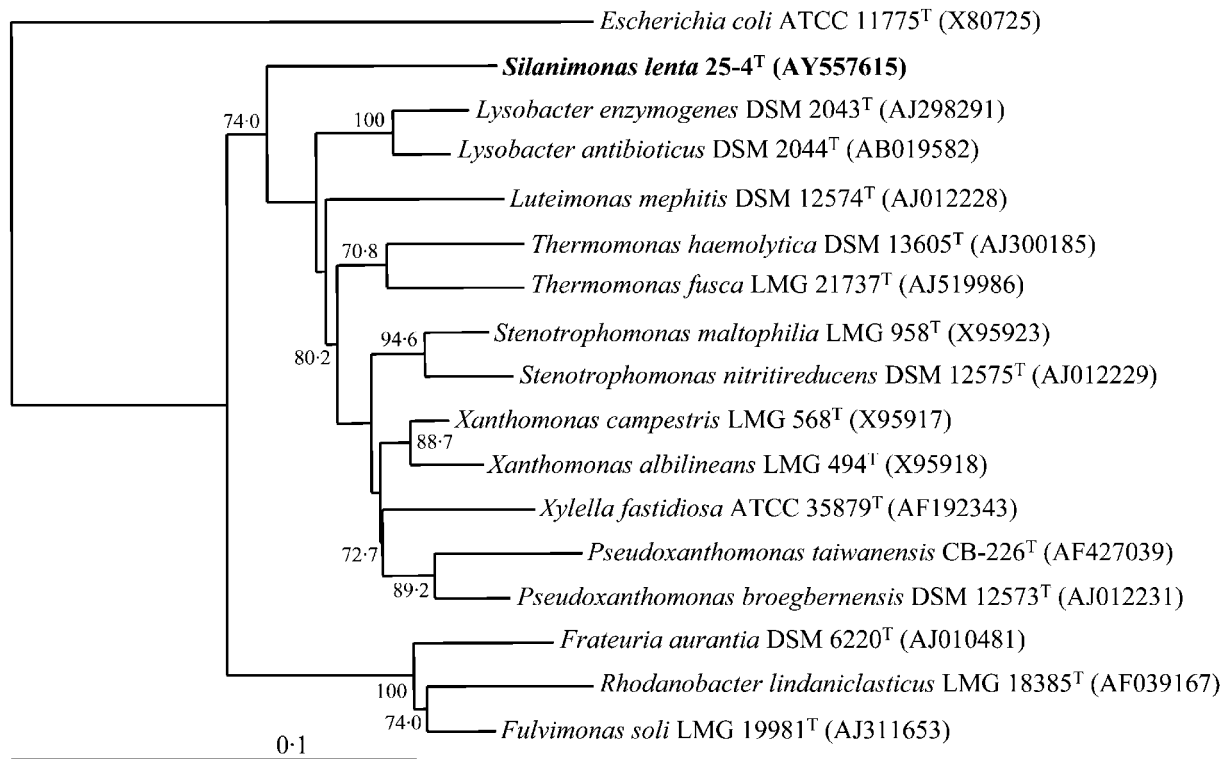 Escherichia coli ATCC 11775ᵀ (X80725)
Silanimonas lenta 25-4ᵀ (AY557615)
74·0
100
Lysobacter enzymogenes DSM 2043ᵀ (AJ298291)
Lysobacter antibioticus DSM 2044ᵀ (AB019582)
Luteimonas mephitis DSM 12574ᵀ (AJ012228)
70·8
Thermomonas haemolytica DSM 13605ᵀ (AJ300185)
Thermomonas fusca LMG 21737ᵀ (AJ519986)
80·2
94·6
Stenotrophomonas maltophilia LMG 958ᵀ (X95923)
Stenotrophomonas nitritireducens DSM 12575ᵀ (AJ012229)
Xanthomonas campestris LMG 568ᵀ (X95917)
88·7
Xanthomonas albilineans LMG 494ᵀ (X95918)
Xylella fastidiosa ATCC 35879ᵀ (AF192343)
72·7
Pseudoxanthomonas taiwanensis CB-226ᵀ (AF427039)
89·2
Pseudoxanthomonas broegbernensis DSM 12573ᵀ (AJ012231)
Frateuria aurantia DSM 6220ᵀ (AJ010481)
100
Rhodanobacter lindaniclasticus LMG 18385ᵀ (AF039167)
74·0
Fulvimonas soli LMG 19981ᵀ (AJ311653)
0·1